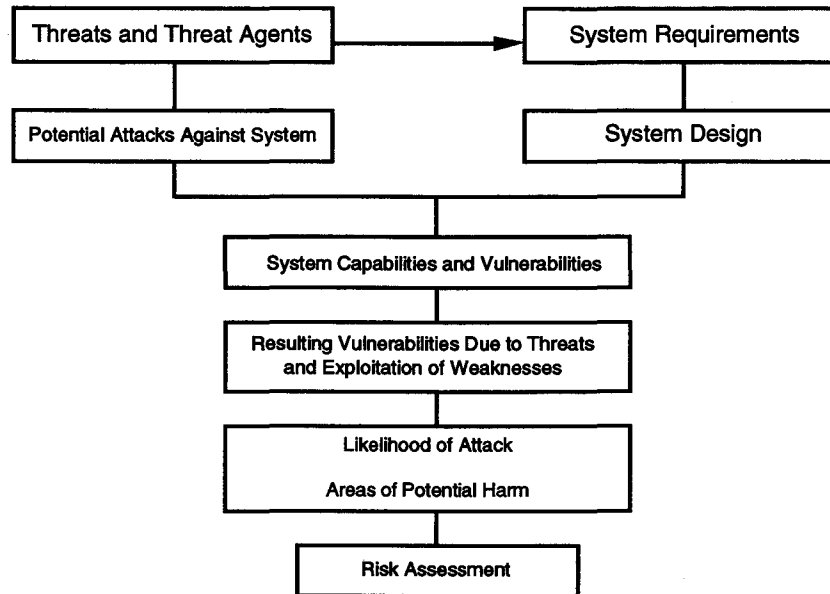 Threats and Threat Agents
System Requirements
Potential Attacks Against System
System Design
System Capabilities and Vulnerabilities
Resulting Vulnerabilities Due to Threats
and Exploitation of Weaknesses
Likelihood of Attack
Areas of Potential Harm
Risk Assessment